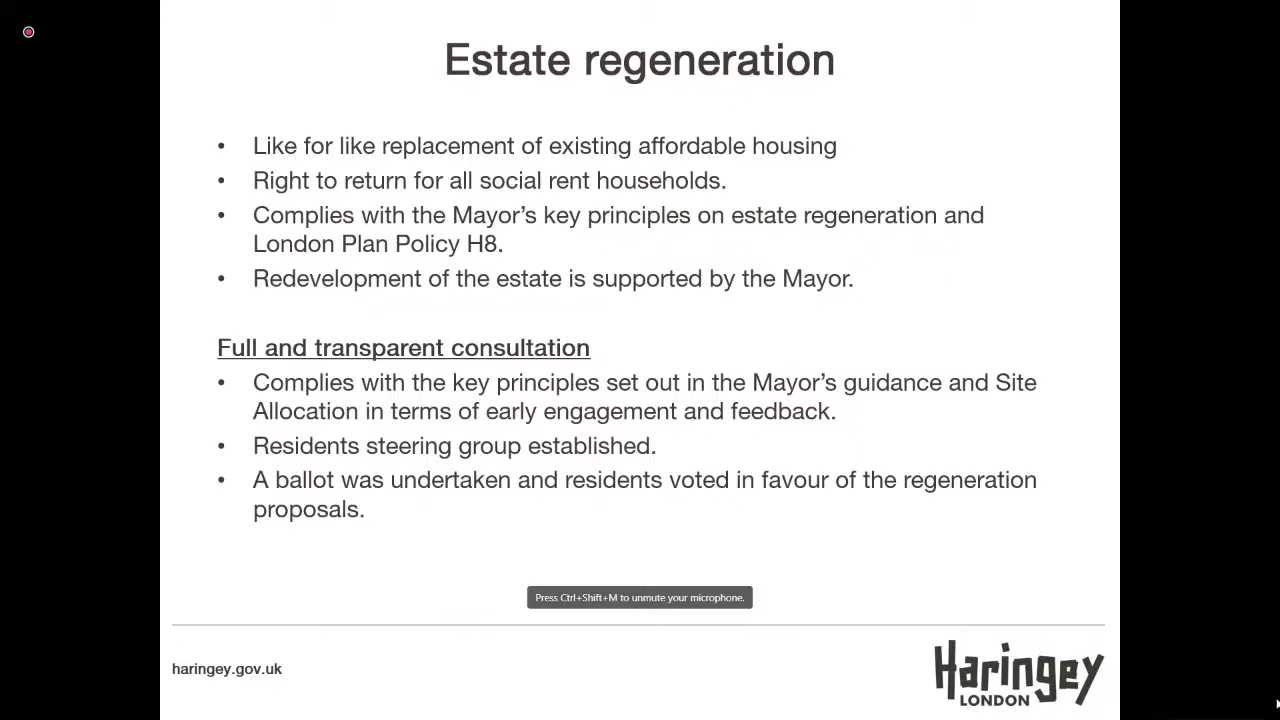 Estate regeneration
• Like for like replacement of existing affordable housing
• Right to return for all social rent households.
• Complies with the Mayor’s key principles on estate regeneration and
London Plan Policy H8.
• Redevelopment of the estate is supported by the Mayor.
Full and transparent consultation
• Complies with the key principles set out in the Mayor’s guidance and Site
Allocation in terms of early engagement and feedback.
• Residents steering group established.
• A ballot was undertaken and residents voted in favour of the regeneration
proposals.
Press Ctrl+Shift+M to unmute your microphone.
haringey.gov.uk
Haringey
LONDON